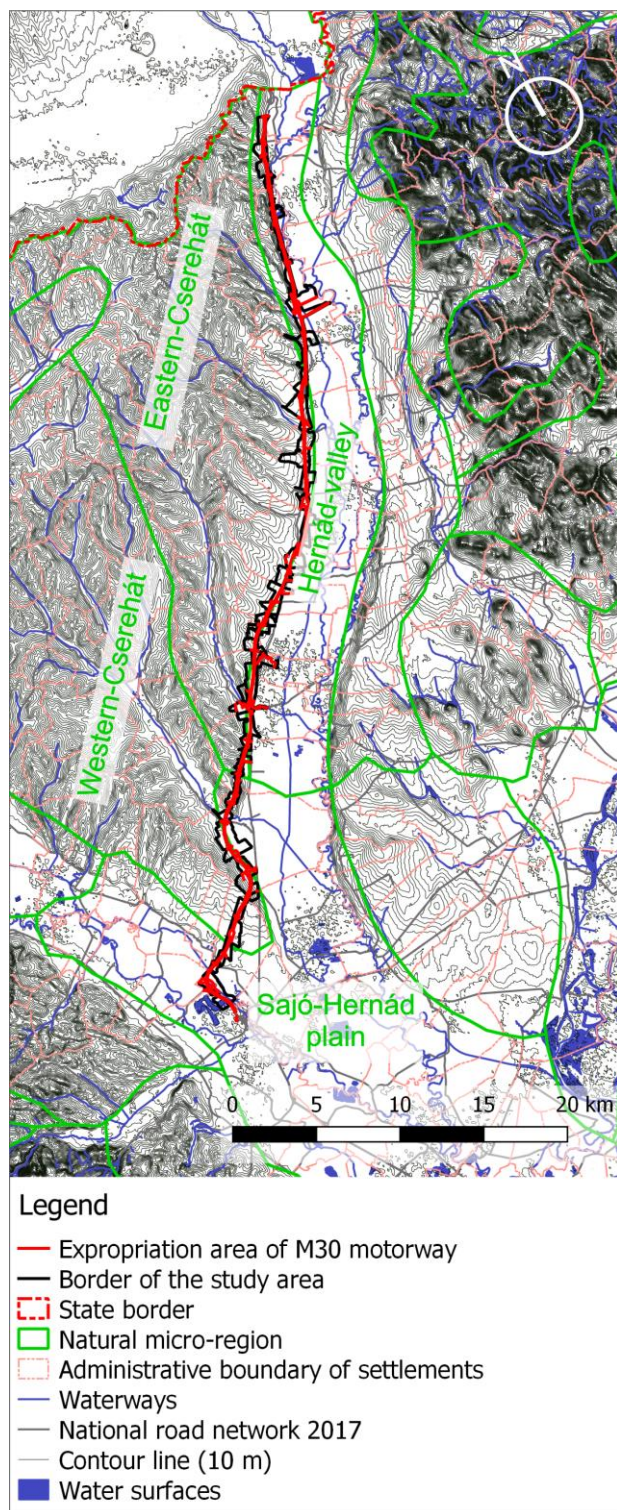 N
Eastern-Cserehát
Hernád-valley
Western-Cserehát
Sajó-Hernád
plain
0 5 10 15 20 km
Legend
Expropriation area of M30 motorway
Border of the study area
State border
Natural micro-region
Administrative boundary of settlements
Waterways
National road network 2017
Contour line (10 m)
Water surfaces